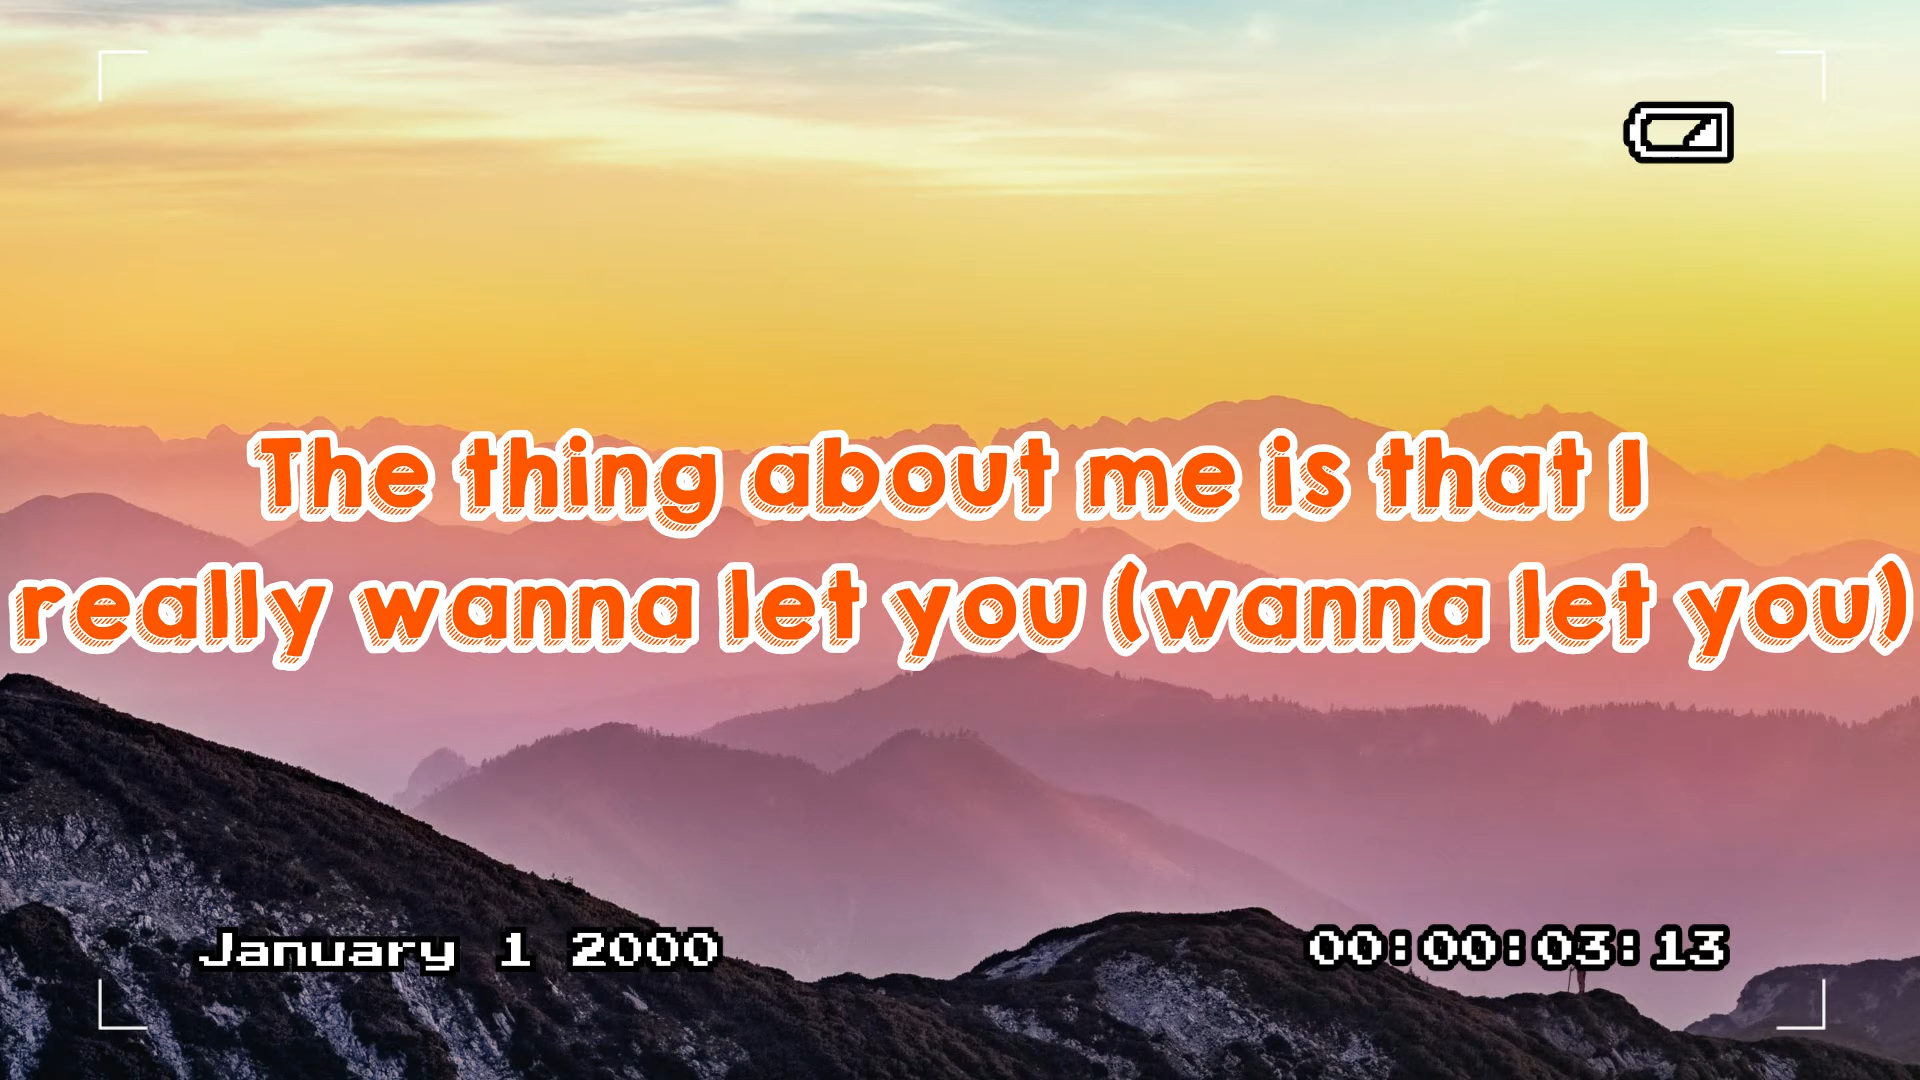 The thing about me is that I
really wanna let you (wanna let you)
January 1 2000
00:00:03:13